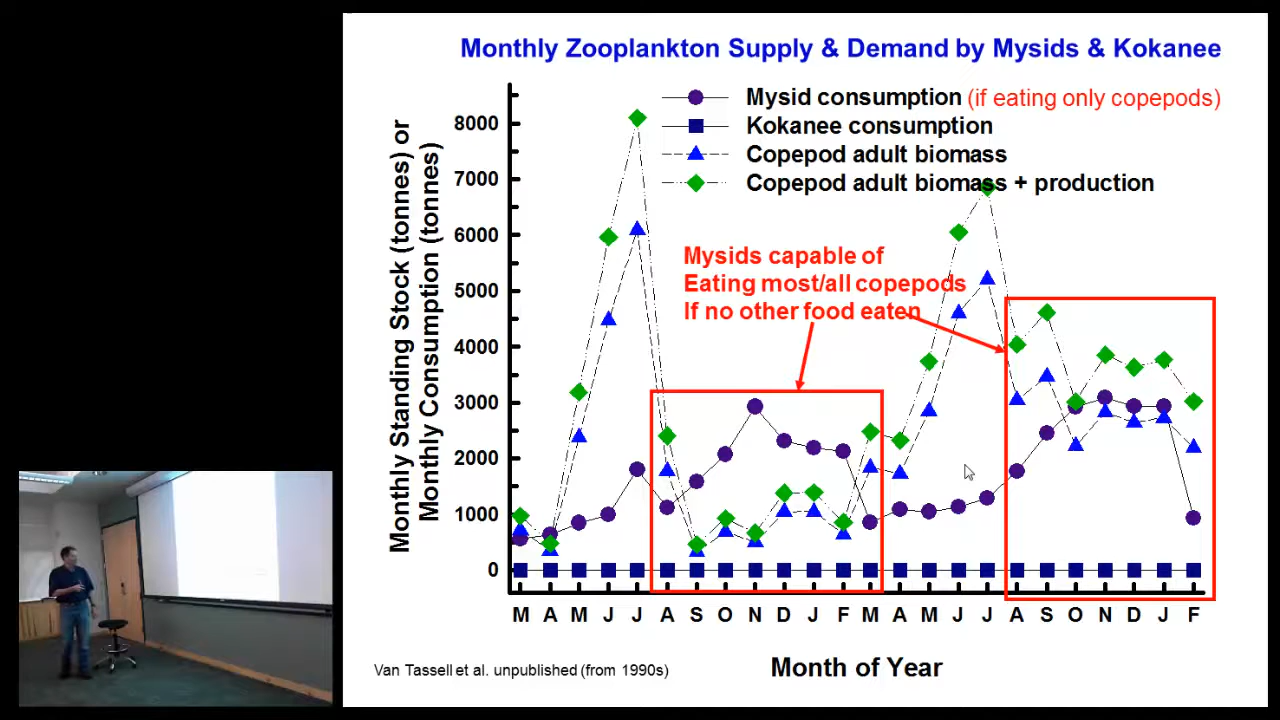 Monthly Zooplankton Supply & Demand by Mysids & Kokanee
Mysid consumption (if eating only copepods)
Kokanee consumption
Copepod adult biomass
Copepod adult biomass + production
Monthly Standing Stock (tonnes) or
Monthly Consumption (tonnes)
8000
7000
6000
5000
4000
3000
2000
1000
0
Mysids capable of
Eating most/all copepods
If no other food eaten
M A M J J A S O N D J F M A M J J A S O N D J F
Month of Year
Van Tassell et al. unpublished (from 1990s)